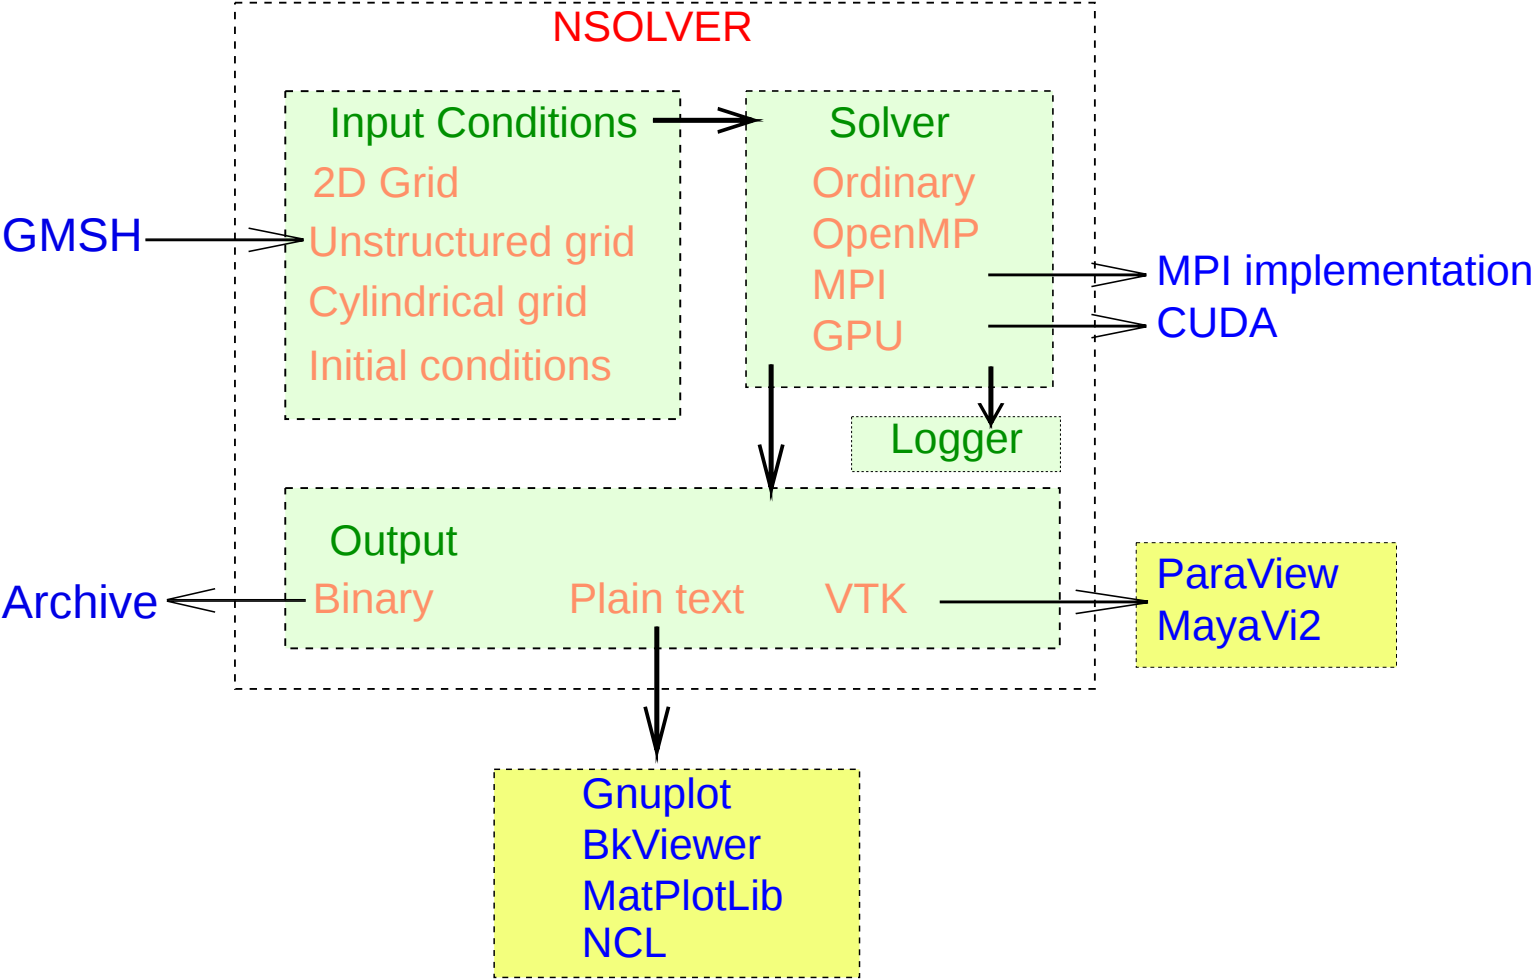 NSOLVER
Input Conditions
2D Grid
Unstructured grid
Cylindrical grid
Initial conditions
GMSH
Solver
Ordinary
OpenMP
MPI
GPU
MPI implementation
CUDA
Logger
Output
Binary
Plain text
VTK
Archive
ParaView
MayaVi2
Gnuplot
BkViewer
MatPlotLib
NCL